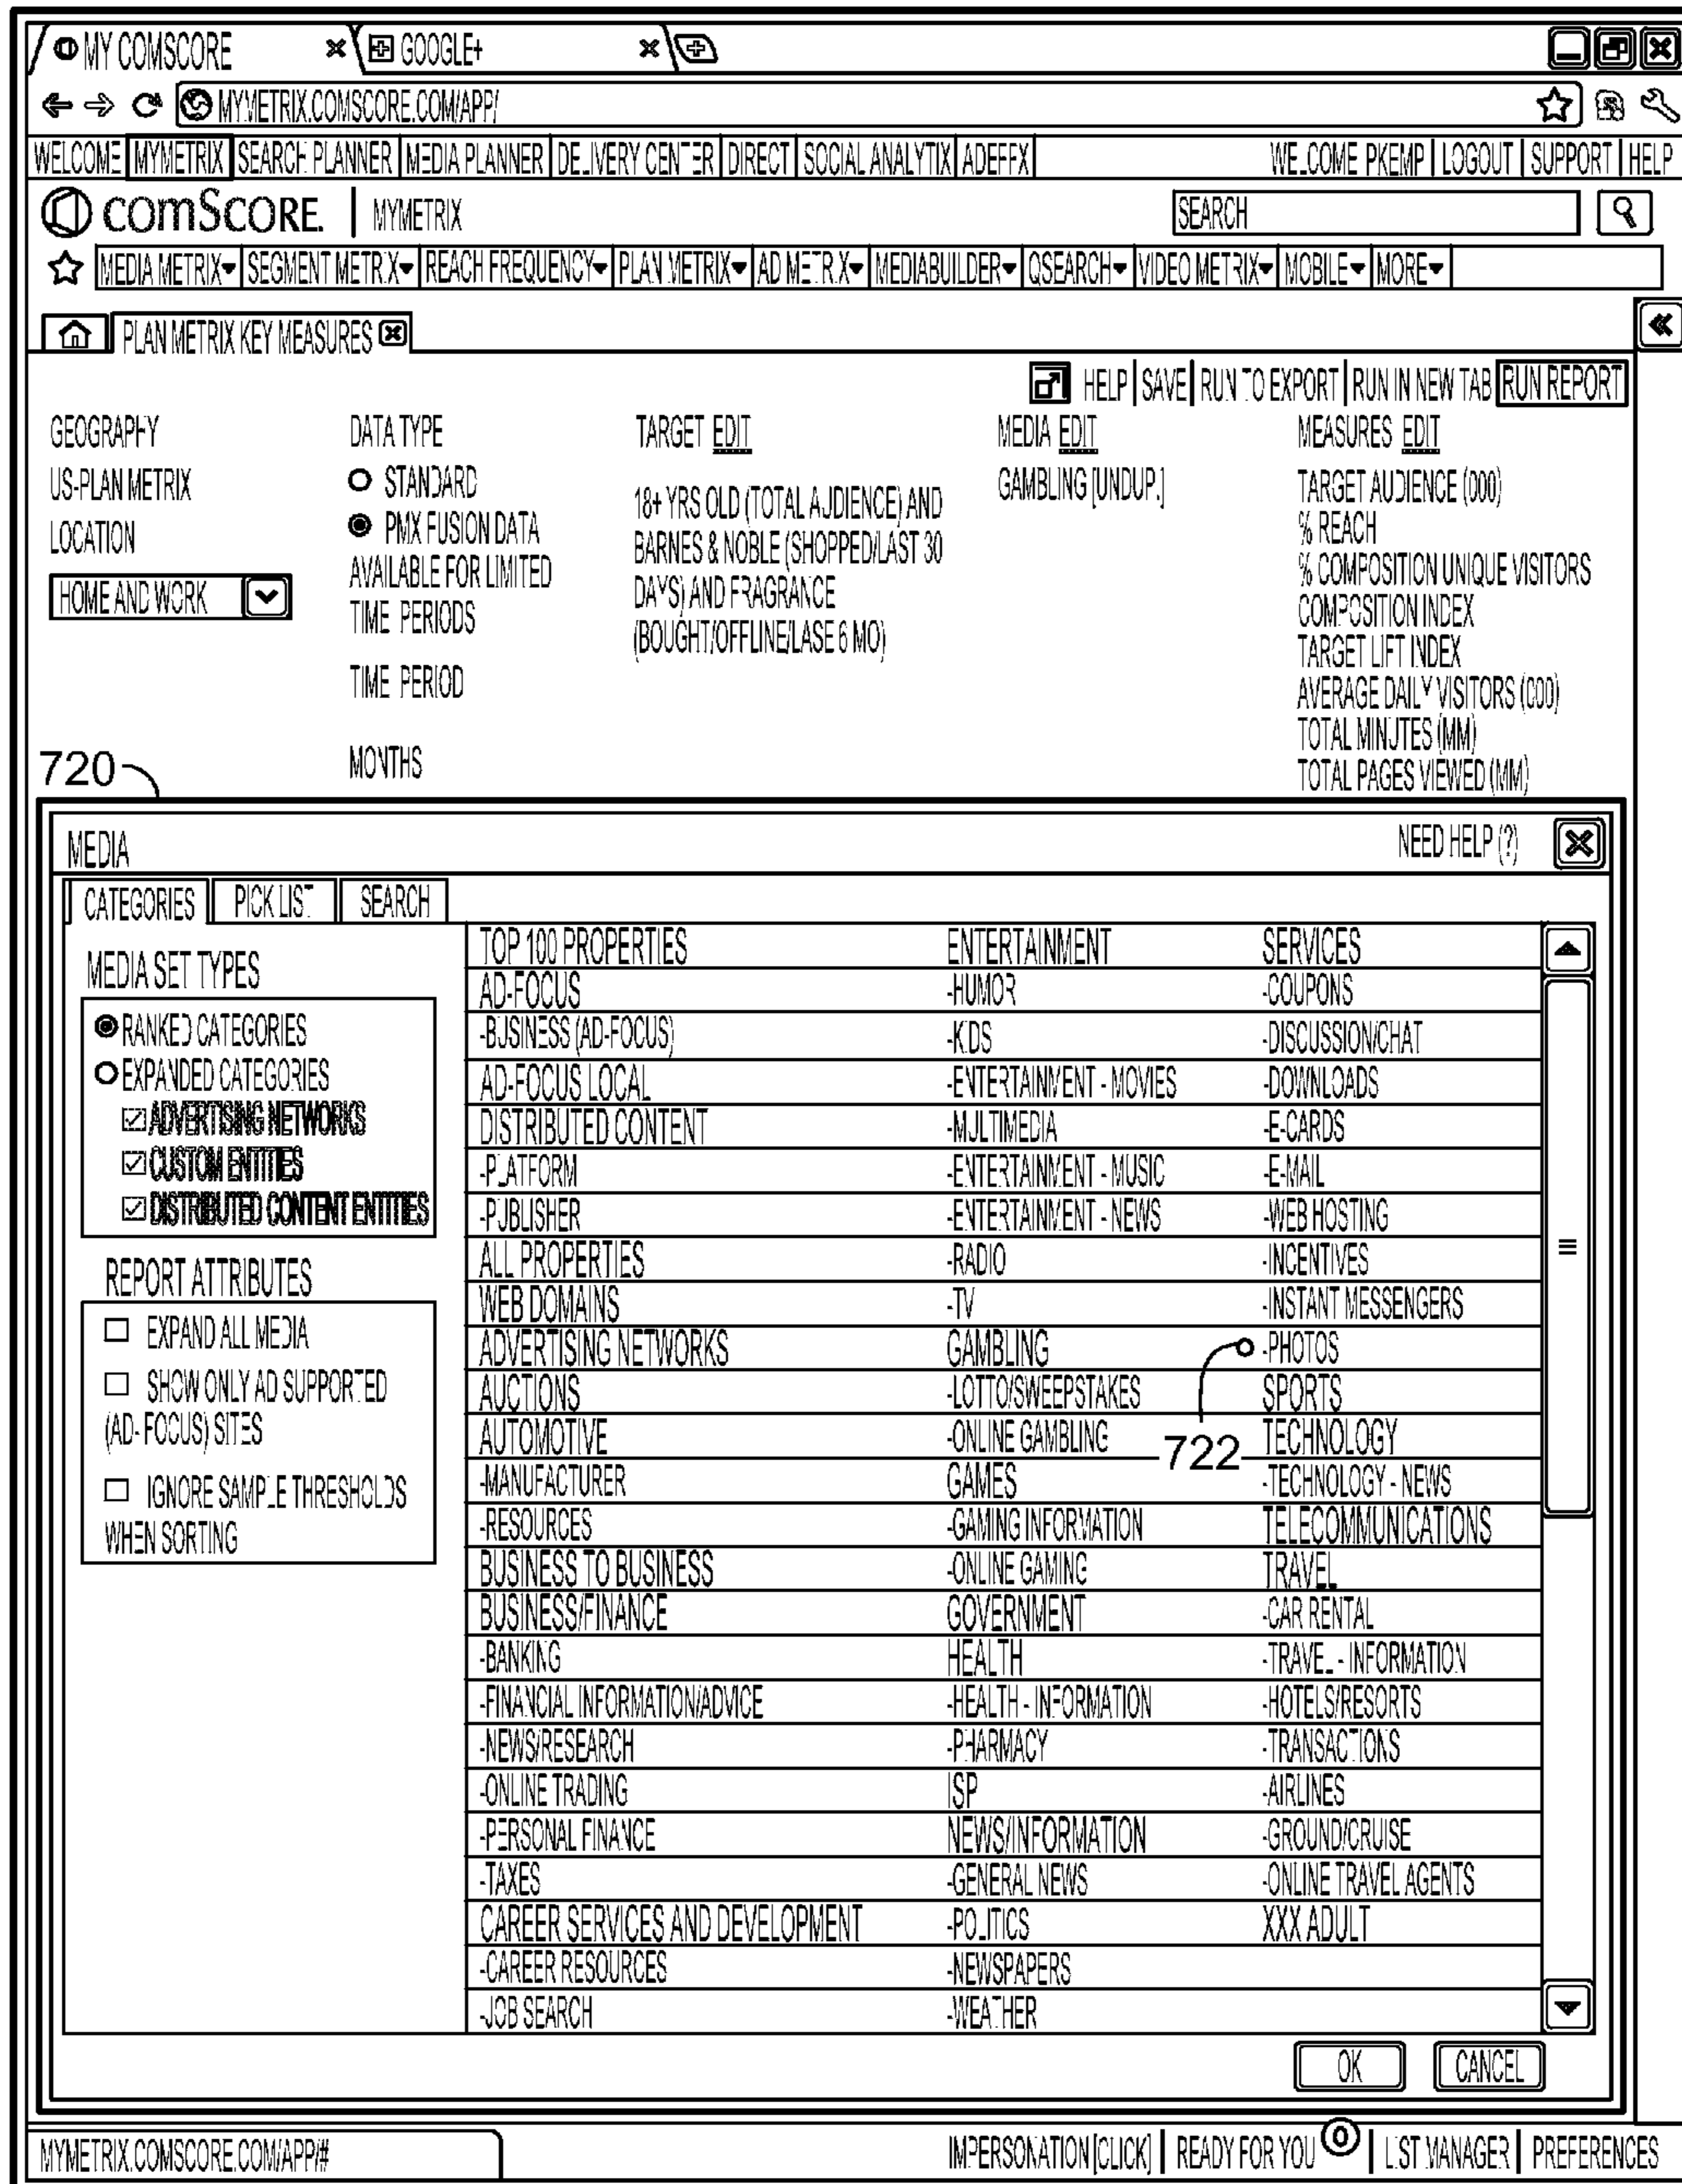 MY COMSCORE GOOGLE+
MYMETRIX.COMSCORE.COM/APP/
WELCOME MYMETRIX SEARCH PLANNER MEDIA PLANNER DELIVERY CENTER DIRECT SOCIAL ANALYTIX ADEFFX WELCOME PKEMP LOGOUT SUPPORT HELP
comSCORE. MYMETRIX SEARCH
MEDIA METRIX SEGMENT METRIX REACH FREQUENCY PLAN METRIX AD METRIX MEDIABUILDER QSEARCH VIDEO METRIX MOBILE MORE
PLAN METRIX KEY MEASURES
HELP SAVE RUN TO EXPORT RUN IN NEW TAB RUN REPORT
GEOGRAPHY
US-PLAN METRIX
LOCATION
HOME AND WORK
DATA TYPE
STANDARD
PMX FUSION DATA
AVAILABLE FOR LIMITED
TIME PERIODS
TIME PERIOD
MONTHS
TARGET EDIT
18+ YRS OLD (TOTAL AUDIENCE) AND
BARNES & NOBLE (SHOPPED/LAST 30
DAYS) AND FRAGRANCE
(BOUGHT/OFFLINE/LASE 6 MO)
MEDIA EDIT
GAMBLING [UNDUP.]
MEASURES EDIT
TARGET AUDIENCE (000)
% REACH
% COMPOSITION UNIQUE VISITORS
COMPOSITION INDEX
TARGET LIFT INDEX
AVERAGE DAILY VISITORS (000)
TOTAL MINUTES (MM)
TOTAL PAGES VIEWED (MM)
720
MEDIA NEED HELP (?)
CATEGORIES PICK LIST SEARCH
MEDIA SET TYPES
RANKED CATEGORIES
EXPANDED CATEGORIES
ADVERTISING NETWORKS
CUSTOM ENTITIES
DISTRIBUTED CONTENT ENTITIES
REPORT ATTRIBUTES
EXPAND ALL MEDIA
SHOW ONLY AD SUPPORTED
(AD- FOCUS) SITES
IGNORE SAMPLE THRESHOLDS
WHEN SORTING
TOP 100 PROPERTIES
AD-FOCUS
-BUSINESS (AD-FOCUS)
AD-FOCUS LOCAL
DISTRIBUTED CONTENT
-PLATFORM
-PUBLISHER
ALL PROPERTIES
WEB DOMAINS
ADVERTISING NETWORKS
AUCTIONS
AUTOMOTIVE
-MANUFACTURER
-RESOURCES
BUSINESS TO BUSINESS
BUSINESS/FINANCE
-BANKING
-FINANCIAL INFORMATION/ADVICE
-NEWS/RESEARCH
-ONLINE TRADING
-PERSONAL FINANCE
-TAXES
CAREER SERVICES AND DEVELOPMENT
-CAREER RESOURCES
-JOB SEARCH
ENTERTAINMENT
-HUMOR
-KIDS
-ENTERTAINMENT - MOVIES
-MULTIMEDIA
-ENTERTAINMENT - MUSIC
-ENTERTAINMENT - NEWS
-RADIO
-TV
GAMBLING
-LOTTO/SWEEPSTAKES
-ONLINE GAMBLING
GAMES
-GAMING INFORMATION
-ONLINE GAMING
GOVERNMENT
HEALTH
-HEALTH - INFORMATION
-PHARMACY
ISP
NEWS/INFORMATION
-GENERAL NEWS
-POLITICS
-NEWSPAPERS
-WEATHER
SERVICES
-COUPONS
-DISCUSSION/CHAT
-DOWNLOADS
-E-CARDS
-E-MAIL
-WEB HOSTING
-INCENTIVES
-INSTANT MESSENGERS
-PHOTOS
722
SPORTS
TECHNOLOGY
-TECHNOLOGY - NEWS
TELECOMMUNICATIONS
TRAVEL
-CAR RENTAL
-TRAVEL - INFORMATION
-HOTELS/RESORTS
-TRANSACTIONS
-AIRLINES
-GROUND/CRUISE
-ONLINE TRAVEL AGENTS
XXX ADULT
OK CANCEL
MYMETRIX.COMSCORE.COM/APP/# IMPERSONATION [CLICK] READY FOR YOU 0 LIST MANAGER PREFERENCES